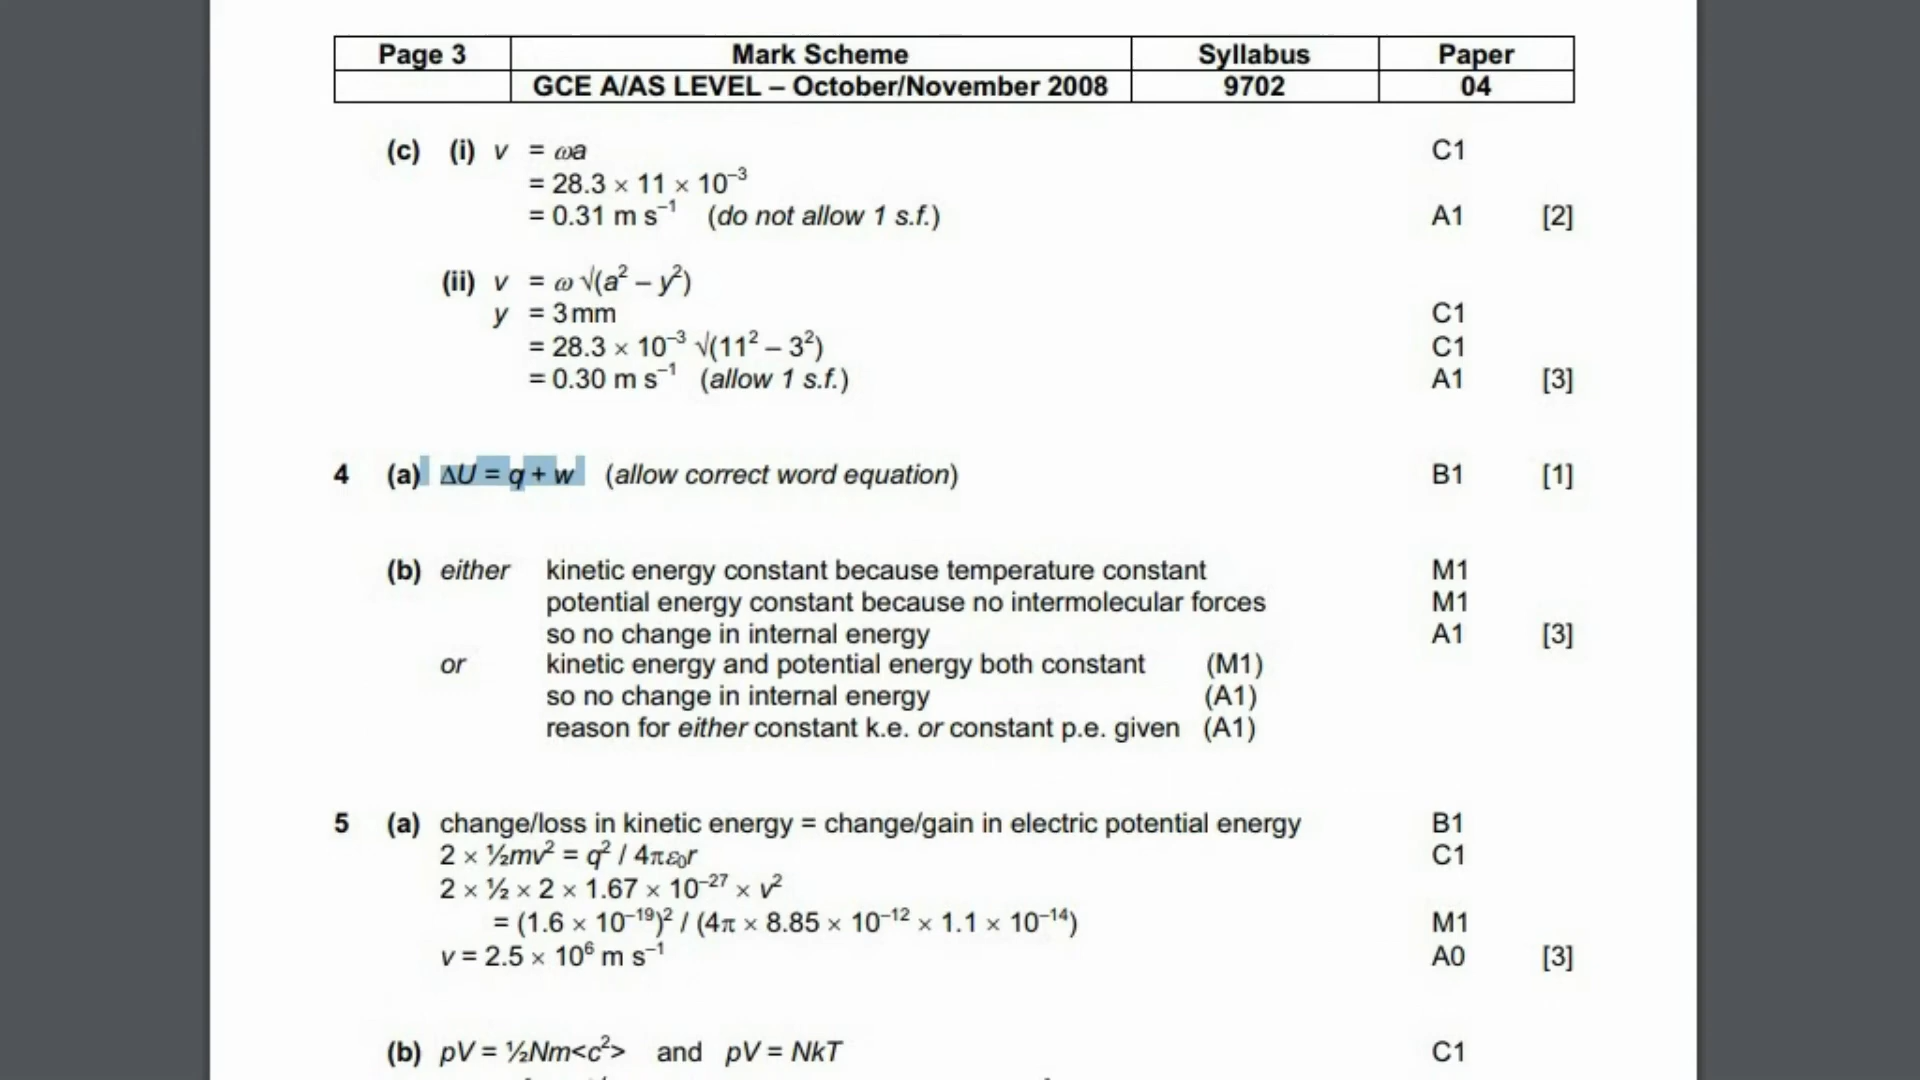 Page 3 Mark Scheme Syllabus Paper
GCE A/AS LEVEL – October/November 2008 9702 04
(c) (i) v = ωa C1
= 28.3 × 11 × 10⁻³
= 0.31 m s⁻¹ (do not allow 1 s.f.) A1 [2]
(ii) v = ω √(a² – y²)
y = 3 mm C1
= 28.3 × 10⁻³ √(11² – 3²) C1
= 0.30 m s⁻¹ (allow 1 s.f.) A1 [3]
4 (a) ΔU = q + w (allow correct word equation) B1 [1]
(b) either kinetic energy constant because temperature constant M1
potential energy constant because no intermolecular forces M1
so no change in internal energy A1 [3]
or kinetic energy and potential energy both constant (M1)
so no change in internal energy (A1)
reason for either constant k.e. or constant p.e. given (A1)
5 (a) change/loss in kinetic energy = change/gain in electric potential energy B1
2 × ½mv² = q² / 4πε₀r C1
2 × ½ × 2 × 1.67 × 10⁻²⁷ × v²
= (1.6 × 10⁻¹⁹)² / (4π × 8.85 × 10⁻¹² × 1.1 × 10⁻¹⁴) M1
v = 2.5 × 10⁶ m s⁻¹ A0 [3]
(b) pV = ½Nm<c²> and pV = NkT C1